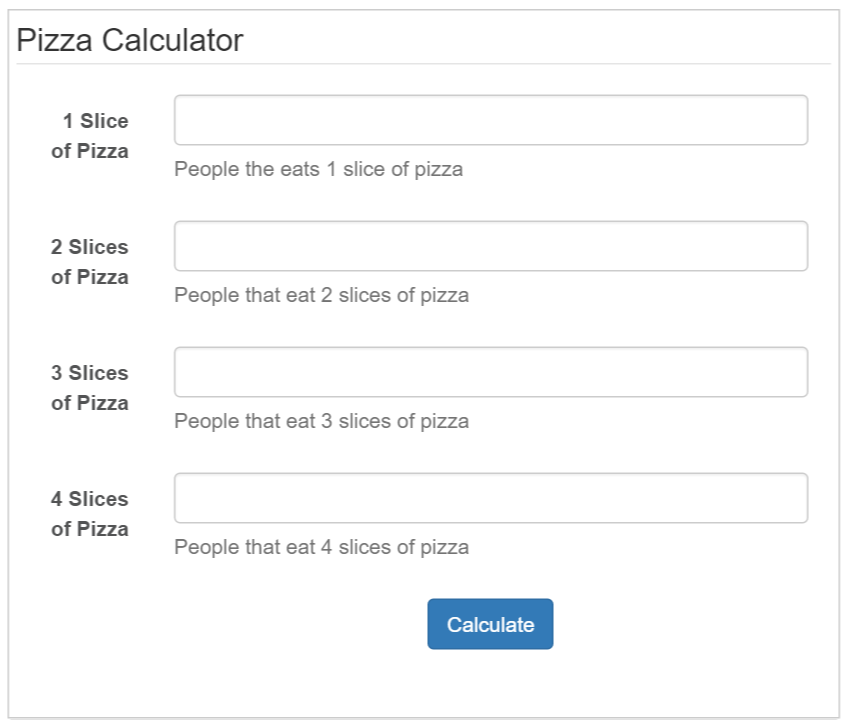 Pizza Calculator
1 Slice
of Pizza
People the eats 1 slice of pizza
2 Slices
of Pizza
People that eat 2 slices of pizza
3 Slices
of Pizza
People that eat 3 slices of pizza
4 Slices
of Pizza
People that eat 4 slices of pizza
Calculate